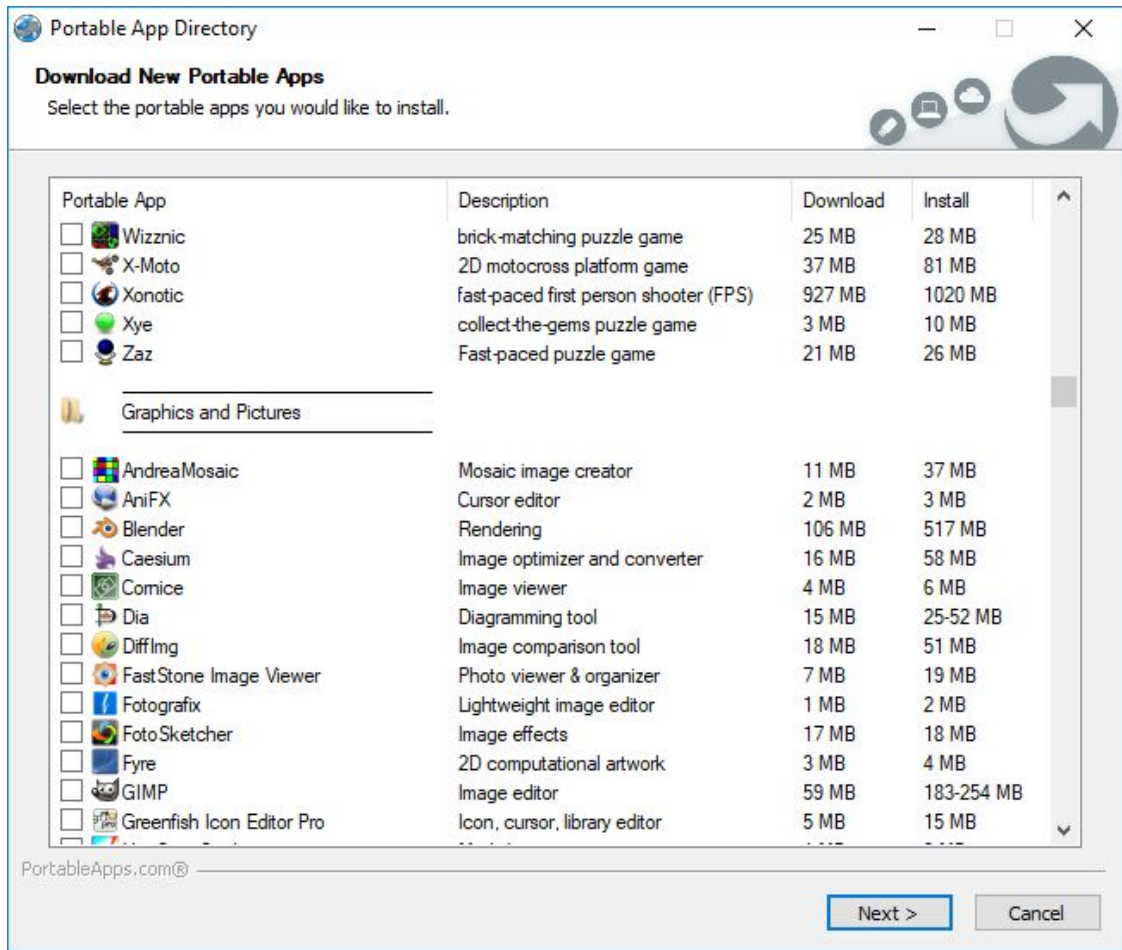 Portable App Directory
Download New Portable Apps
Select the portable apps you would like to install.
Portable App Description Download Install
Wizznic brick-matching puzzle game 25 MB 28 MB
X-Moto 2D motocross platform game 37 MB 81 MB
Xonotic fast-paced first person shooter (FPS) 927 MB 1020 MB
Xye collect-the-gems puzzle game 3 MB 10 MB
Zaz Fast-paced puzzle game 21 MB 26 MB
Graphics and Pictures
AndreaMosaic Mosaic image creator 11 MB 37 MB
AniFX Cursor editor 2 MB 3 MB
Blender Rendering 106 MB 517 MB
Caesium Image optimizer and converter 16 MB 58 MB
Cornice Image viewer 4 MB 6 MB
Dia Diagramming tool 15 MB 25-52 MB
DiffImg Image comparison tool 18 MB 51 MB
FastStone Image Viewer Photo viewer & organizer 7 MB 19 MB
Fotografix Lightweight image editor 1 MB 2 MB
FotoSketcher Image effects 17 MB 18 MB
Fyre 2D computational artwork 3 MB 4 MB
GIMP Image editor 59 MB 183-254 MB
Greenfish Icon Editor Pro Icon, cursor, library editor 5 MB 15 MB
PortableApps.com®
Next > Cancel